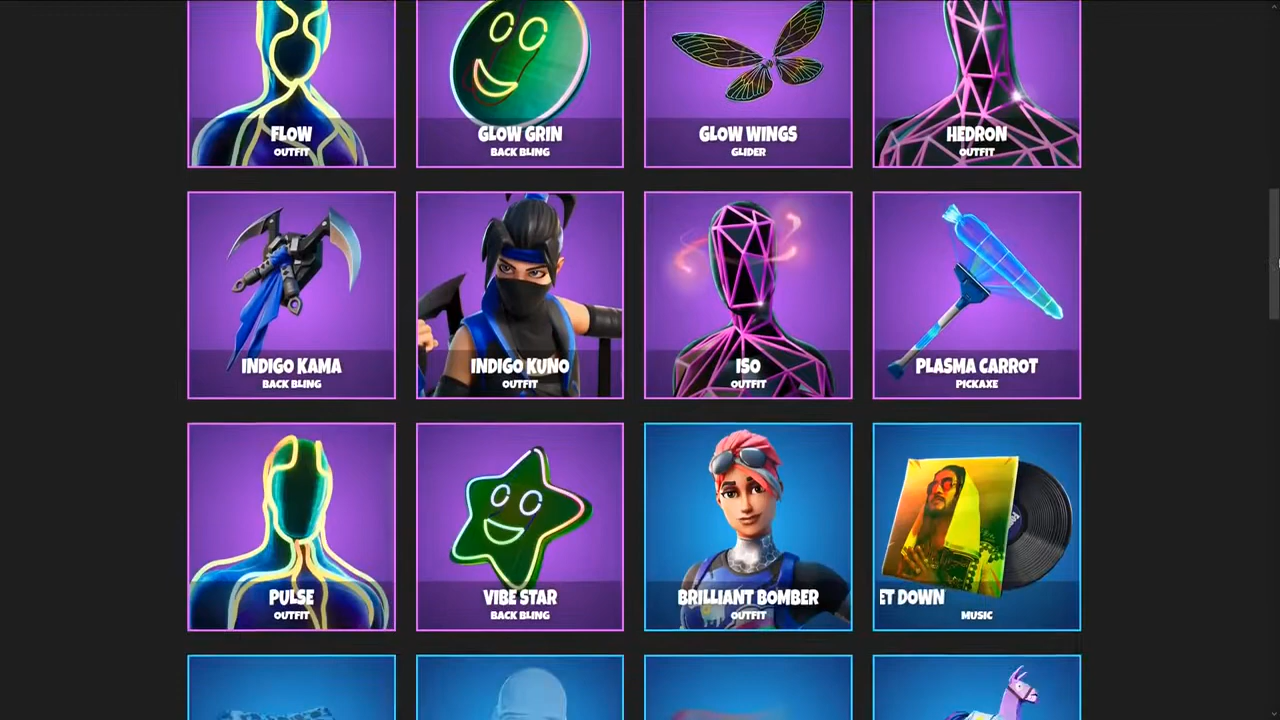 FLOW
OUTFIT
GLOW GRIN
BACK BLING
GLOW WINGS
GLIDER
HEDRON
OUTFIT
INDIGO KAMA
BACK BLING
INDIGO KUNO
OUTFIT
ISO
OUTFIT
PLASMA CARROT
PICKAXE
PULSE
OUTFIT
VIBE STAR
BACK BLING
BRILLIANT BOMBER
OUTFIT
ET DOWN
MUSIC